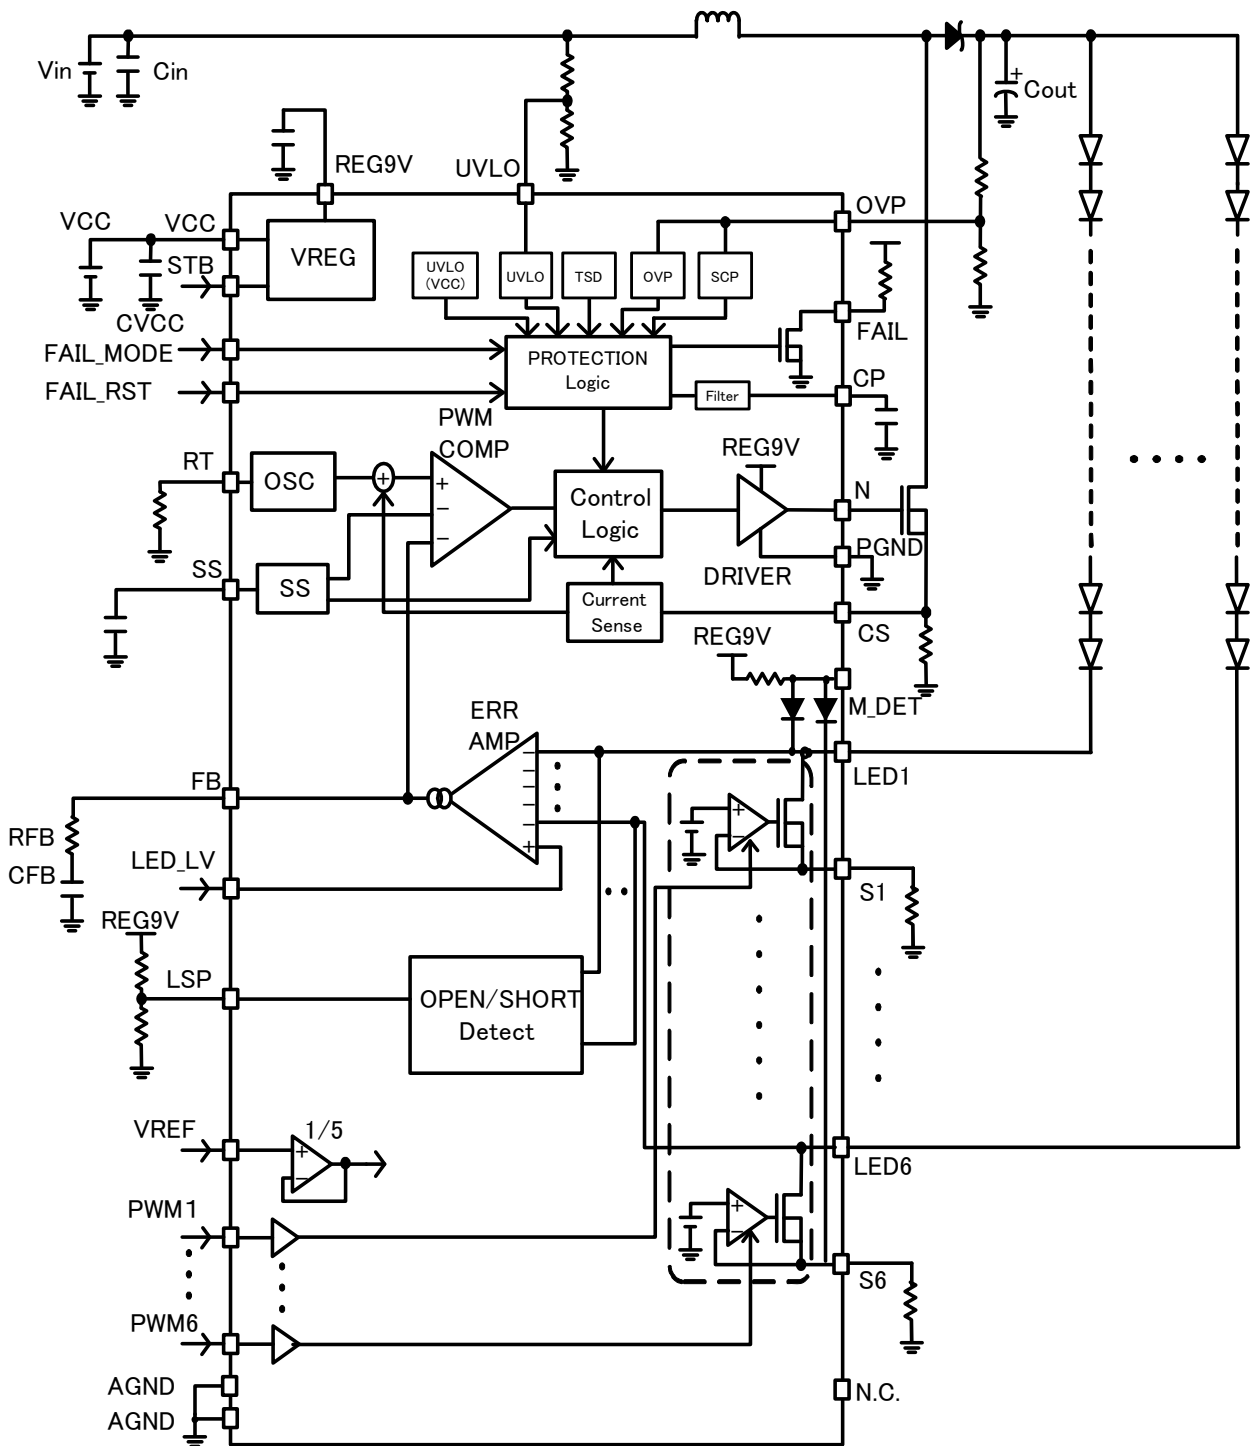 Vin
Cin
+
Cout
REG9V
UVLO
VCC
VCC
STB
VREG
UVLO
(VCC)
UVLO
TSD
OVP
SCP
OVP
CVCC
FAIL_MODE
FAIL_RST
PROTECTION
Logic
FAIL
Filter
CP
PWM
COMP
REG9V
RT
OSC
+
+
−
−
Control
Logic
N
PGND
DRIVER
SS
SS
Current
Sense
CS
REG9V
M_DET
ERR
AMP
−
−
−
−
−
+
LED1
FB
RFB
CFB
LED_LV
+
−
S1
REG9V
LSP
OPEN/SHORT
Detect
VREF
1/5
+
−
LED6
PWM1
+
−
S6
PWM6
AGND
AGND
N.C.